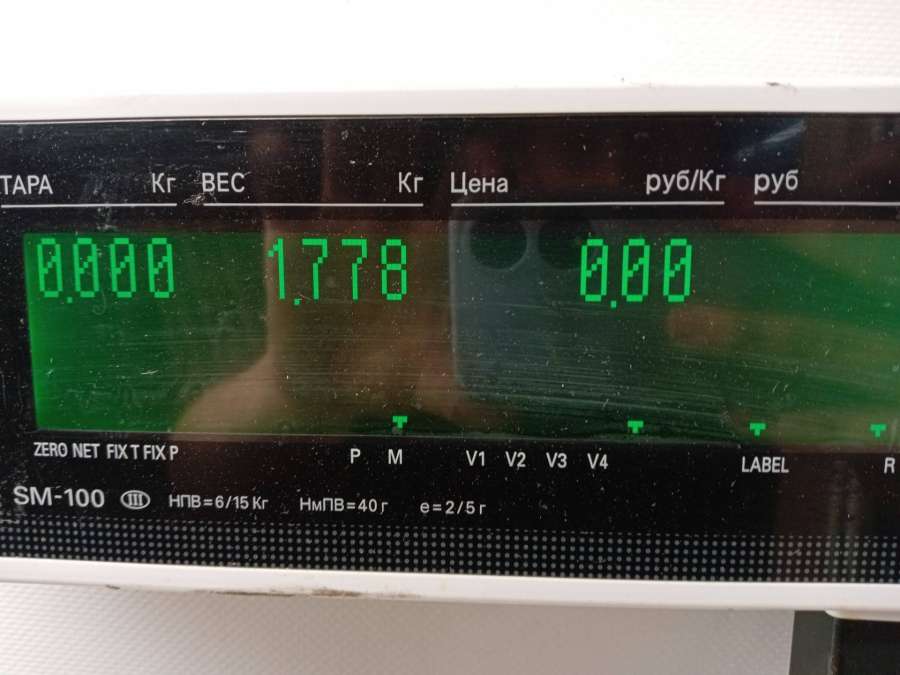 ТАРА Кг ВЕС Кг Цена руб/Кг руб
0.000 1.778 0.00
ZERO NET FIX T FIX P P M V1 V2 V3 V4 LABEL R
SM-100 III НПВ=6/15 Кг НмПВ=40 г e=2/5 г